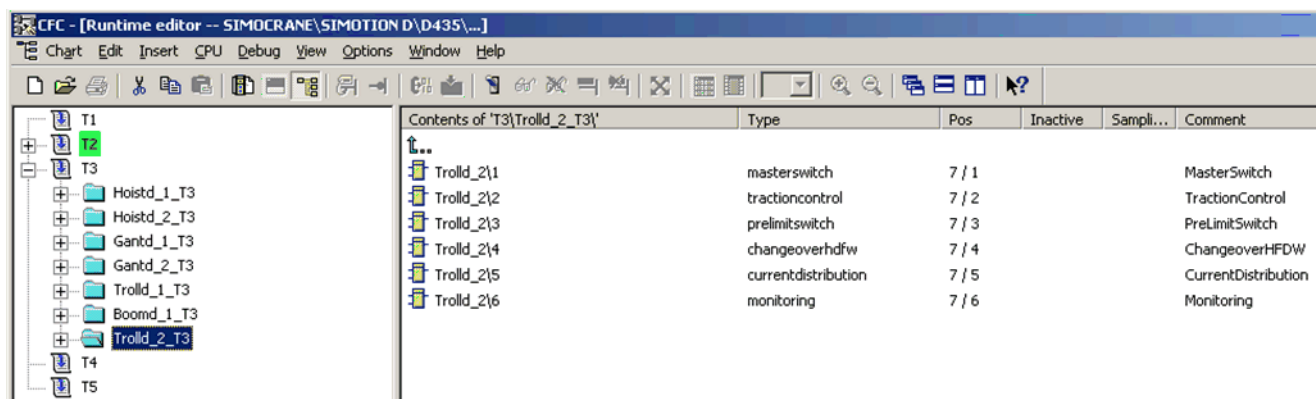 CFC - [Runtime editor -- SIMOCRANE\SIMOTION D\D435\...]
Chart Edit Insert CPU Debug View Options Window Help
T1
T2
T3
Hoistd_1_T3
Hoistd_2_T3
Gantd_1_T3
Gantd_2_T3
Trolld_1_T3
Boomd_1_T3
Trolld_2_T3
T4
T5
Contents of 'T3\Trolld_2_T3\' Type Pos Inactive Sampli... Comment
Trolld_2\1 masterswitch 7 / 1 MasterSwitch
Trolld_2\2 tractioncontrol 7 / 2 TractionControl
Trolld_2\3 prelimitswitch 7 / 3 PreLimitSwitch
Trolld_2\4 changeoverhdfw 7 / 4 ChangeoverHFDW
Trolld_2\5 currentdistribution 7 / 5 CurrentDistribution
Trolld_2\6 monitoring 7 / 6 Monitoring